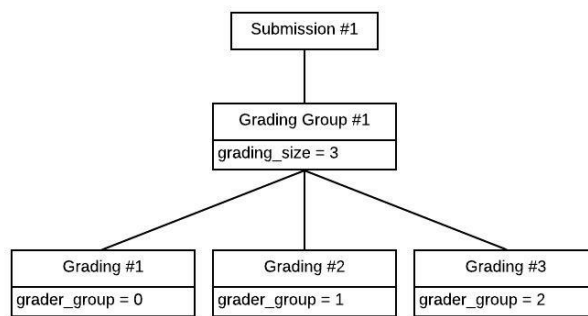 Submission #1
Grading Group #1
grading_size = 3
Grading #1
grader_group = 0
Grading #2
grader_group = 1
Grading #3
grader_group = 2